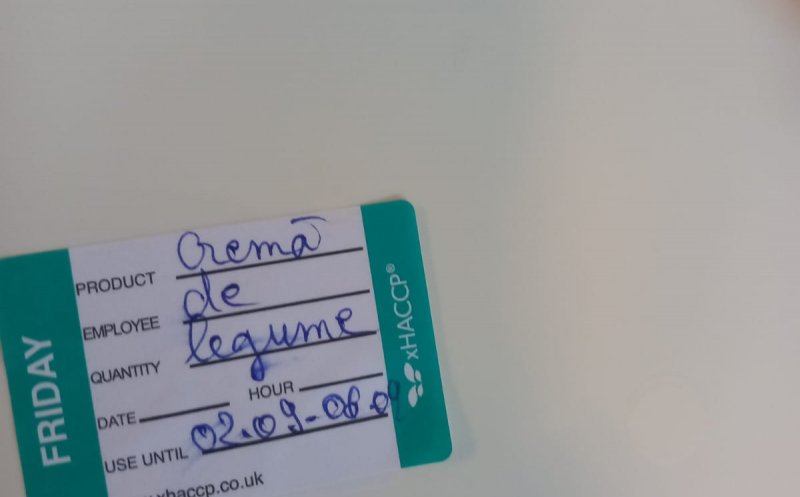 FRIDAY
PRODUCT Cremă
EMPLOYEE de
QUANTITY legume
DATE HOUR
USE UNTIL 02.09-06.09
xhaccp.co.uk
xHACCP®